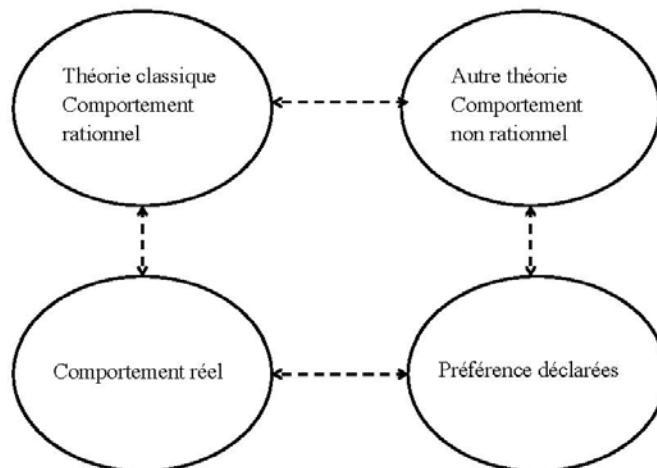 Théorie classique
Comportement
rationnel
Autre théorie
Comportement
non rationnel
Comportement réel
Préférence déclarées